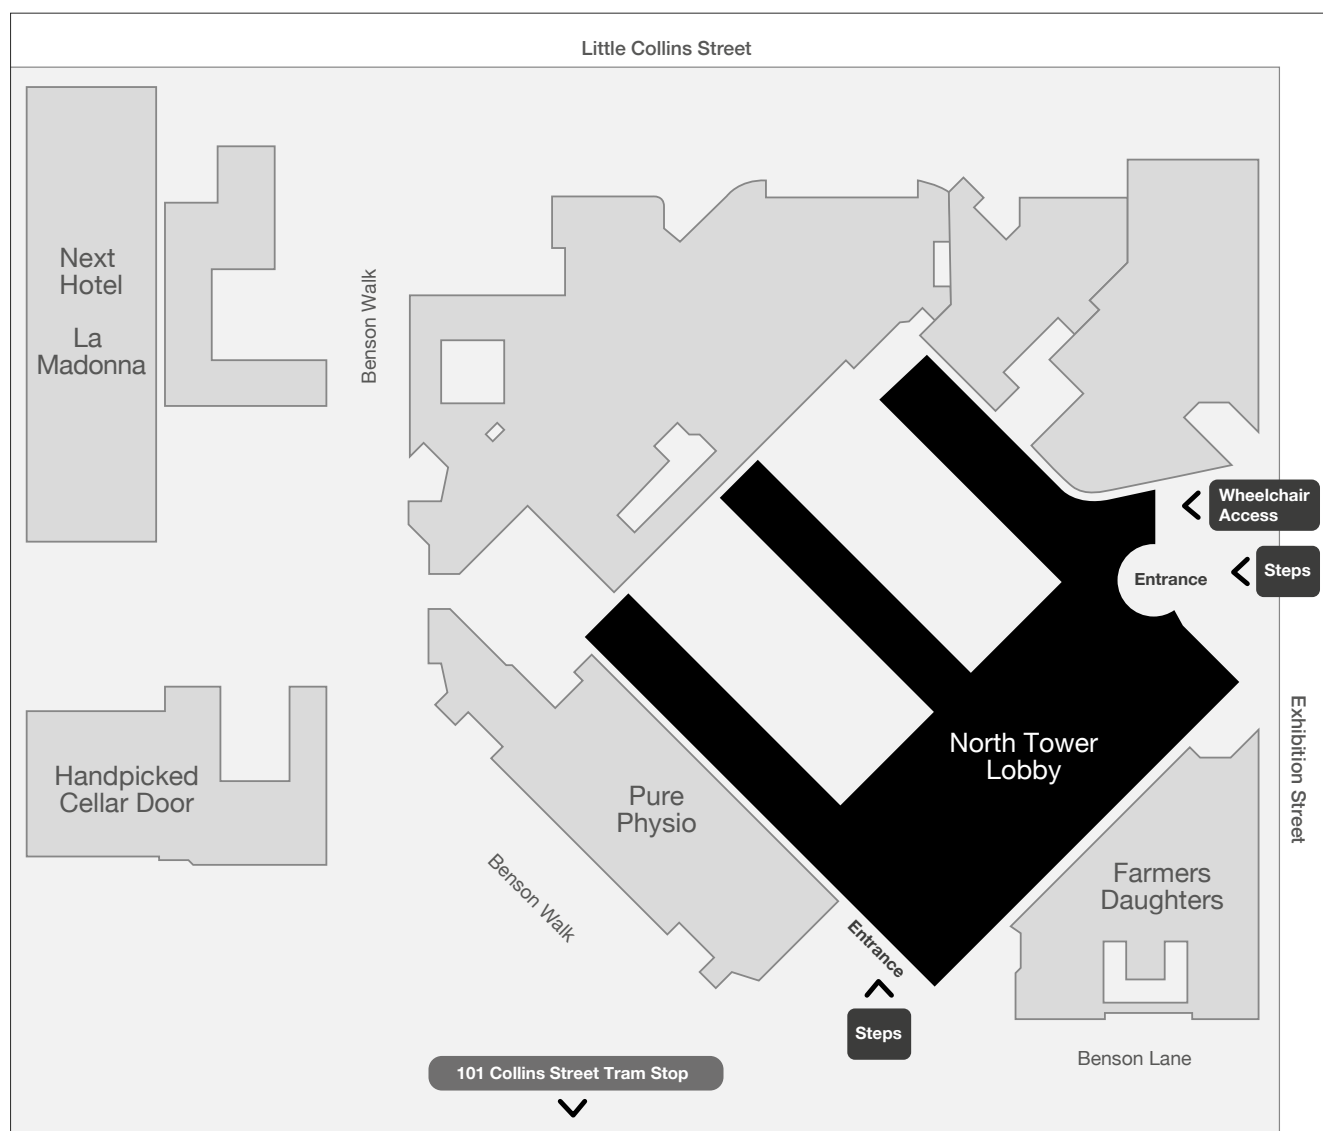 Little Collins Street
Next
Hotel
La
Madonna
Benson Walk
Wheelchair
Access
Entrance
Steps
Exhibition Street
North Tower
Lobby
Handpicked
Cellar Door
Pure
Physio
Benson Walk
Farmers
Daughters
Entrance
Steps
Benson Lane
101 Collins Street Tram Stop